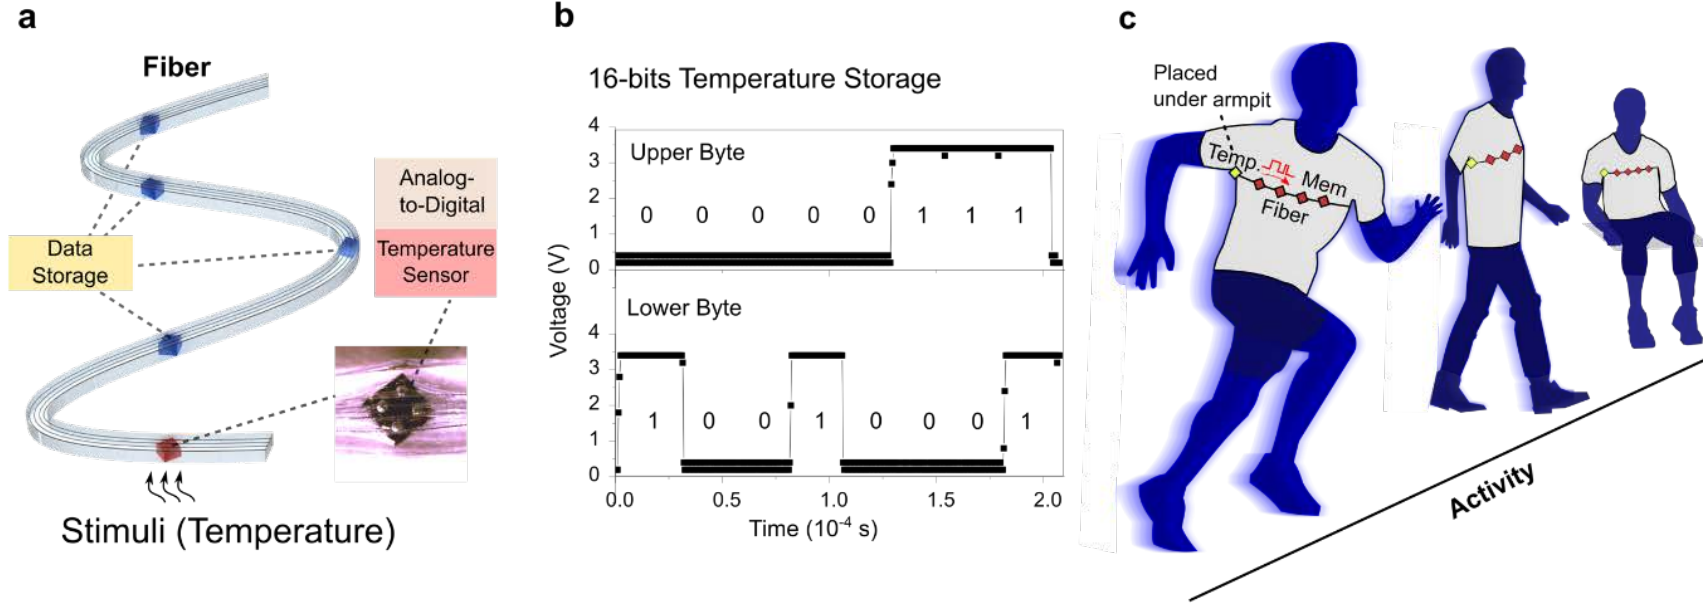 a
Fiber
Analog-
to-Digital
Data
Storage
Temperature
Sensor
Stimuli (Temperature)
b
16-bits Temperature Storage
Voltage (V)
4
3
2
1
0
Upper Byte
0 0 0 0 0 1 1 1
Lower Byte
4
3
2
1
0
1 0 0 1 0 0 0 1
0.0 0.5 1.0 1.5 2.0
Time (10⁻⁴ s)
c
Placed
under armpit
Temp.
Mem
Fiber
Activity